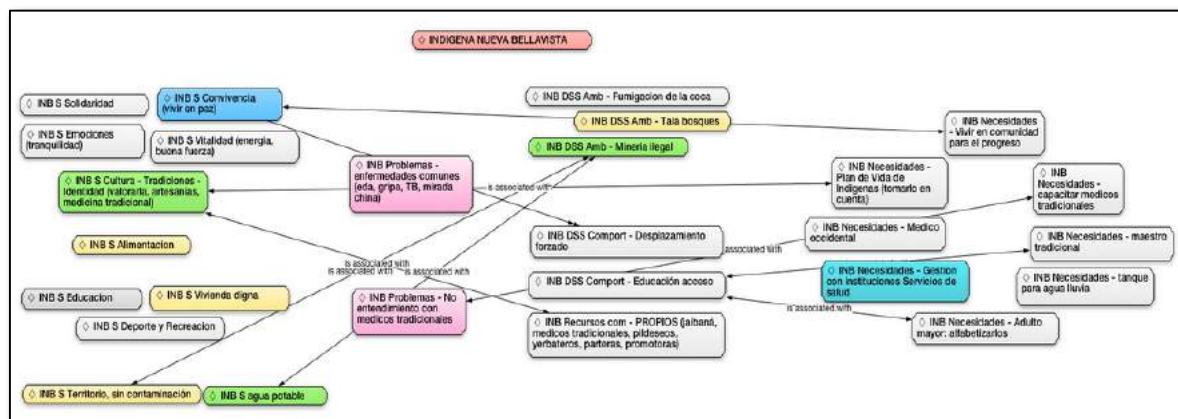 ◇ INDIGENA NUEVA BELLAVISTA
◇ INB S Solidaridad
◇ INB S Convivencia
(vivir en paz)
◇ INB S Emociones
(tranquilidad)
◇ INB S Vitalidad (energia,
buena fuerza)
◇ INB S Cultura - Tradiciones -
Identidad (valorarla, artesanias,
medicina tradicional)
◇ INB S Alimentacion
◇ INB S Educacion
◇ INB S Vivienda digna
◇ INB S Deporte y Recreacion
◇ INB S Territorio, sin contaminación
◇ INB S agua potable
◇ INB Problemas -
enfermedades comunes
(eda, gripa, TB, mirada
china)
◇ INB Problemas - No
entendimiento con
medicos tradicionales
◇ INB DSS Amb - Fumigacion de la coca
◇ INB DSS Amb - Tala bosques
◇ INB DSS Amb - Mineria ilegal
is associated with
◇ INB DSS Comport - Desplazamiento
forzado
◇ INB DSS Comport - Educación acceso
◇ INB Recursos com - PROPIOS (jaibaná,
medicos tradicionales, pildeseos,
yerbateros, parteras, promotoras)
is associated with
is associated with
is associated with
◇ INB Necesidades
- Vivir en comunidad
para el progreso
◇ INB Necesidades -
Plan de Vida de
Indigenas (tomarlo en
cuenta)
◇ INB
Necesidades -
capacitar medicos
tradicionales
◇ INB Necesidades - Medico
occidental
associated with
◇ INB Necesidades - maestro
tradicional
◇ INB Necesidades - Gestion
con instituciones Servicios de
salud
◇ INB Necesidades - tanque
para agua lluvia
is associated with
◇ INB Necesidades - Adulto
mayor: alfabetizarlos